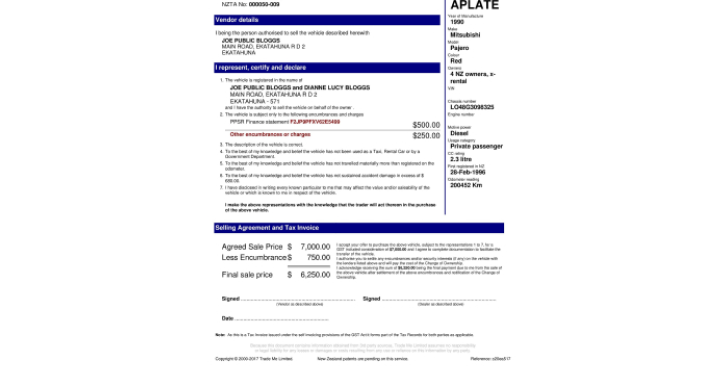 NZTA No: 000030-009
APLATE
Vendor details
I being the person authorised to sell the vehicle described herewith
JOE PUBLIC BLOGGS
MAIN ROAD, EKATAHUNA R D 2
EKATAHUNA
I represent, certify and declare
1. The vehicle is registered in the name of
JOE PUBLIC BLOGGS and DIANNE LUCY BLOGGS
MAIN ROAD, EKATAHUNA R D 2
EKATAHUNA - 571
and I have the authority to sell the vehicle on behalf of the owner.
2. The vehicle is subject only to the following encumbrances and charges:
PPSR Finance statement
$500.00
Other encumbrances or charges
$250.00
3. The description of the vehicle is correct.
4. To the best of my knowledge and belief the vehicle has not been used as a Taxi, Rental Car or by a
Government Department.
5. To the best of my knowledge and belief the vehicle has not travelled materially more than registered on the
odometer.
6. To the best of my knowledge and belief the vehicle has not sustained accident damage in excess of $
7. I have disclosed in writing every known particular to me that may affect the value and/or saleability of the
vehicle or which is known to me in respect of the vehicle.
I make the above representations with the knowledge that the trader will act thereon in the purchase
of the above vehicle.
Year of Manufacture
1990
Make
Mitsubishi
Model
Pajero
Colour
Red
4 NZ owners, x-
rental
VIN
Chassis number
LO46G3098325
Engine number
Motive power
Diesel
Usage category
Private passenger
CC rating
2.3 litre
First registered in NZ
28-Feb-1996
Odometer reading
200452 Km
Selling Agreement and Tax Invoice
Agreed Sale Price $ 7,000.00
Less Encumbrance $ 750.00
Final sale price $ 6,250.00
I accept your offer to purchase the above vehicle, subject to the representations 1 to 7, for a
GST included consideration of $7,000.00 and I agree to complete documentation to facilitate the
transfer of the vehicle.
I authorise you to settle any encumbrances and/or security interests (if any) on the vehicle with
the vendors listed above and will pay the cost of the Change of Ownership.
I acknowledge receiving the sum of $6,250.00 being the final payment due to me from the sale of
the above vehicle after settlement of the above encumbrances and notification of the Change of
Ownership.
Signed
Signed
(Vendor as described above)
(Dealer as described above)
Date
Note: As this is a Tax Invoice issued under the self invoicing provisions of the GST Act it forms part of the Tax Records for both parties as applicable.
Copyright © 2000-2017 Trade Me Limited.
New Zealand patents are pending on this service.